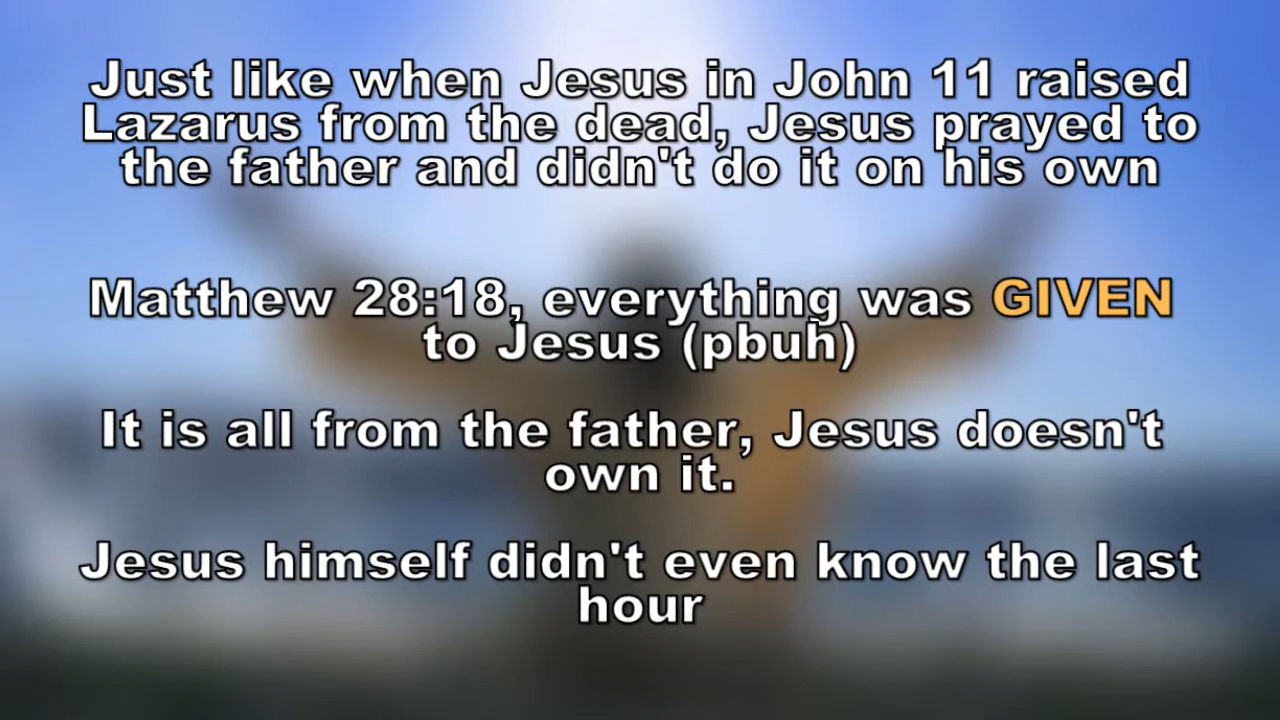 Just like when Jesus in John 11 raised
Lazarus from the dead, Jesus prayed to
the father and didn't do it on his own
Matthew 28:18, everything was GIVEN
to Jesus (pbuh)
It is all from the father, Jesus doesn't
own it.
Jesus himself didn't even know the last
hour